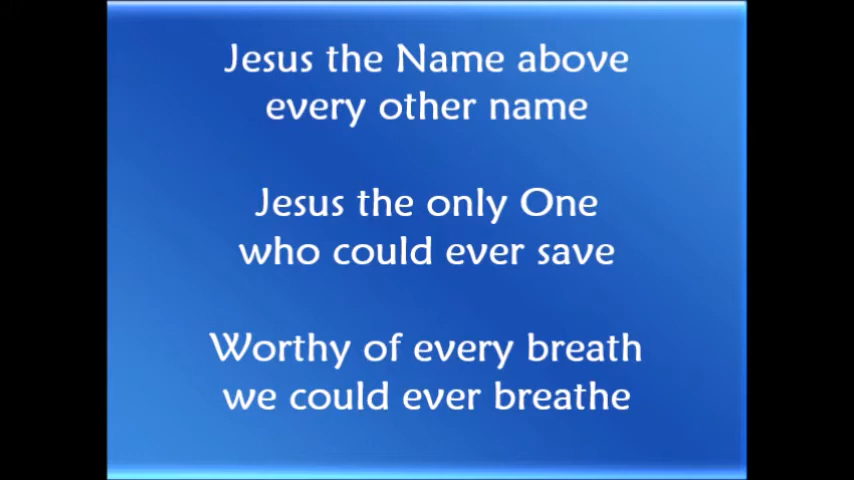 Jesus the Name above
every other name
Jesus the only One
who could ever save
Worthy of every breath
we could ever breathe